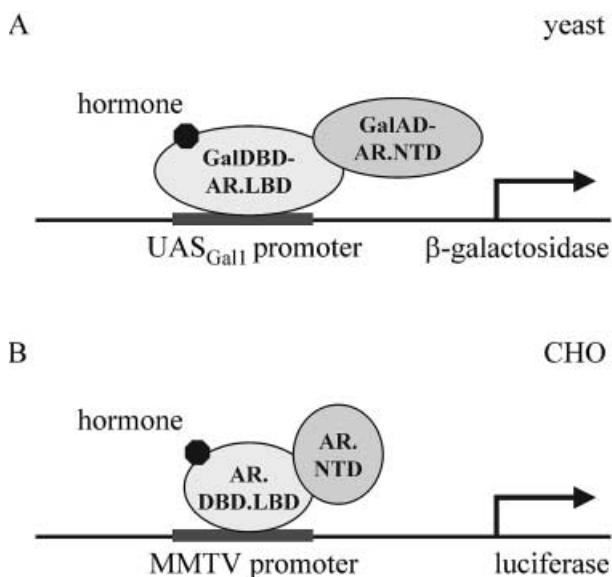 A yeast
hormone
GalDBD-
AR.LBD
GalAD-
AR.NTD
UASGal1 promoter β-galactosidase
B CHO
hormone
AR.
DBD.LBD
AR.
NTD
MMTV promoter luciferase